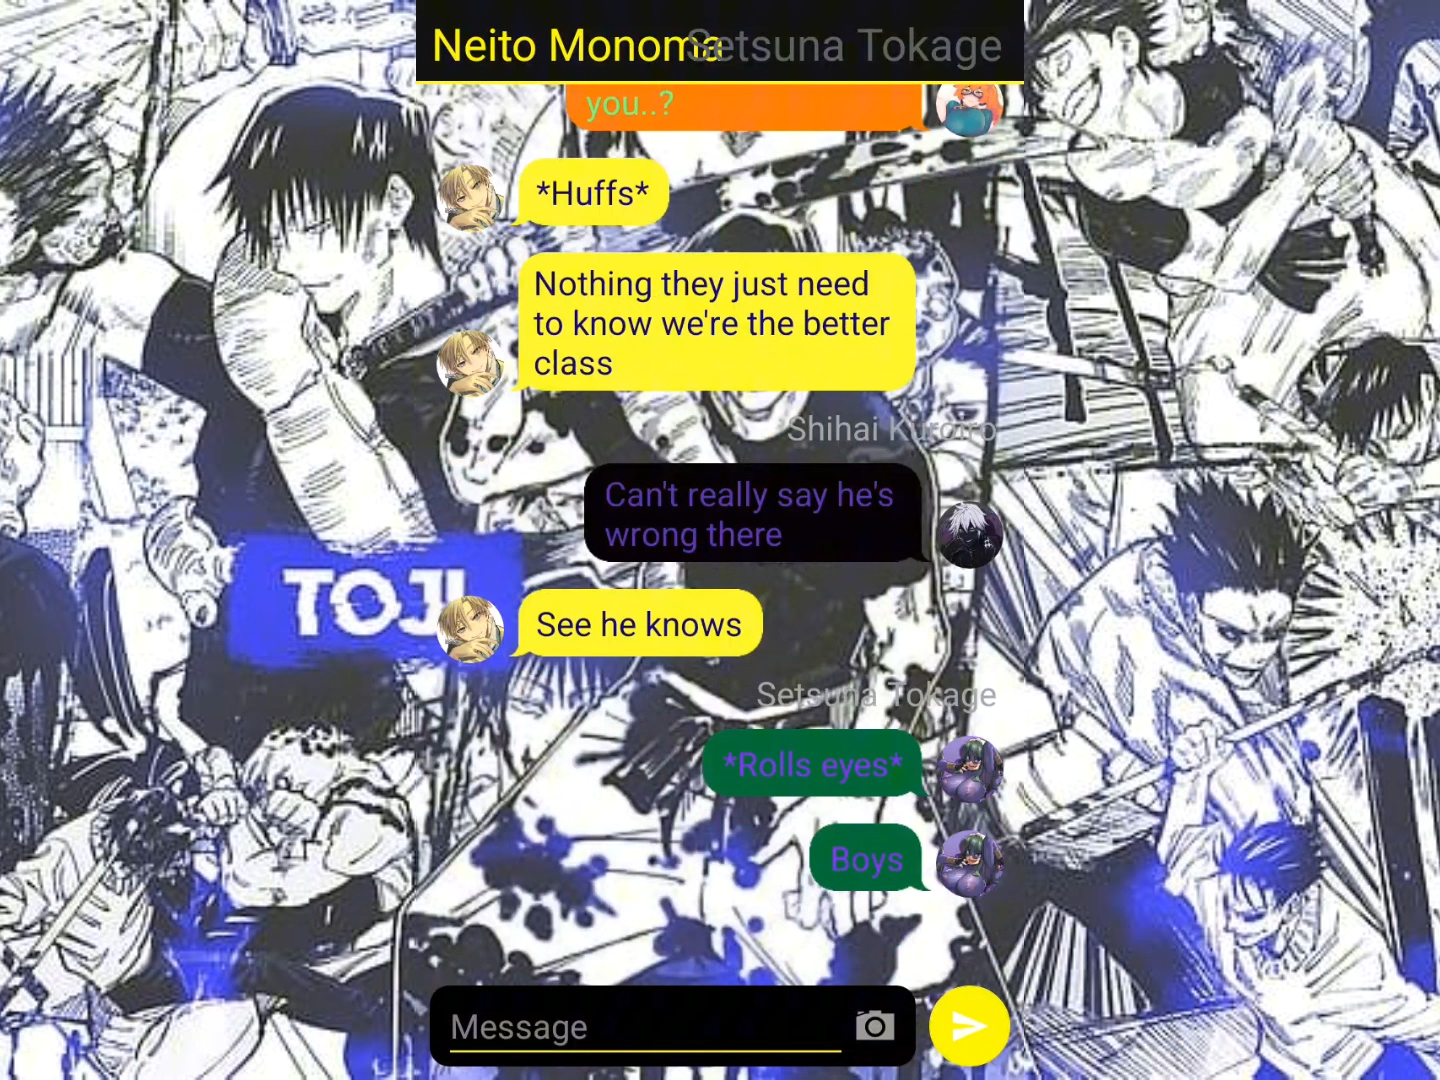 Neito Monoma Setsuna Tokage
you..?
*Huffs*
Nothing they just need
to know we're the better
class
Shihai Kuroiro
Can't really say he's
wrong there
TOJI
See he knows
Setsuna Tokage
*Rolls eyes*
Boys
Message